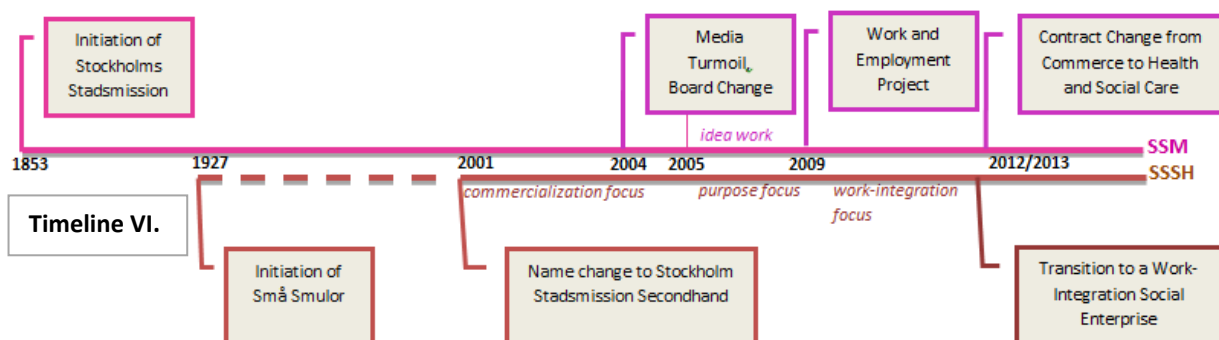 Initiation of
Stockholms
Stadsmission
Media
Turmoil,
Board Change
Work and
Employment
Project
Contract Change from
Commerce to Health
and Social Care
idea work
SSM
1853
1927
2001
2004
2005
2009
2012/2013
SSSH
commercialization focus
purpose focus
work-integration
focus
Timeline VI.
Initiation of
Små Smulor
Name change to Stockholm
Stadsmission Secondhand
Transition to a Work-
Integration Social
Enterprise